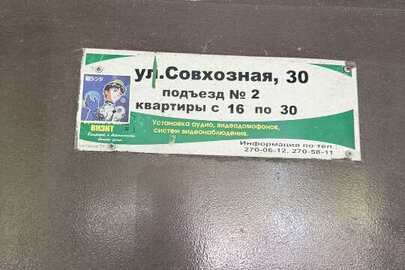 ул.Совхозная, 30
подъезд № 2
квартиры с 16 по 30
ВИЗИТ
Установка аудио, видеодомофонов,
систем видеонаблюдения.
Информация по тел.
270-06-12, 270-58-11